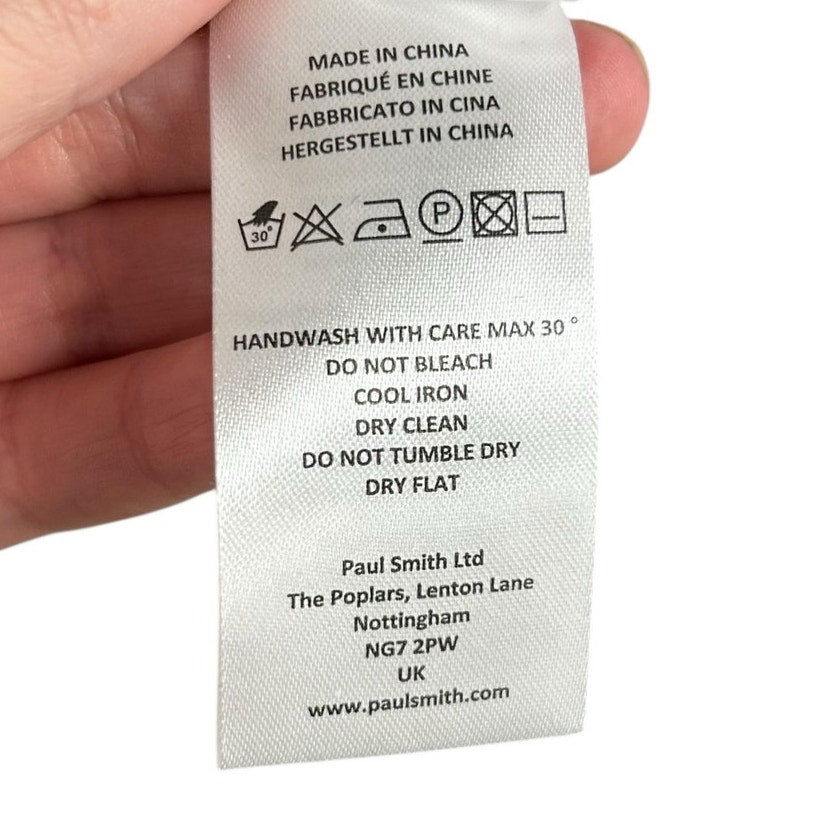 MADE IN CHINA
FABRIQUÉ EN CHINE
FABBRICATO IN CINA
HERGESTELLT IN CHINA
30° P
HANDWASH WITH CARE MAX 30 °
DO NOT BLEACH
COOL IRON
DRY CLEAN
DO NOT TUMBLE DRY
DRY FLAT
Paul Smith Ltd
The Poplars, Lenton Lane
Nottingham
NG7 2PW
UK
www.paulsmith.com